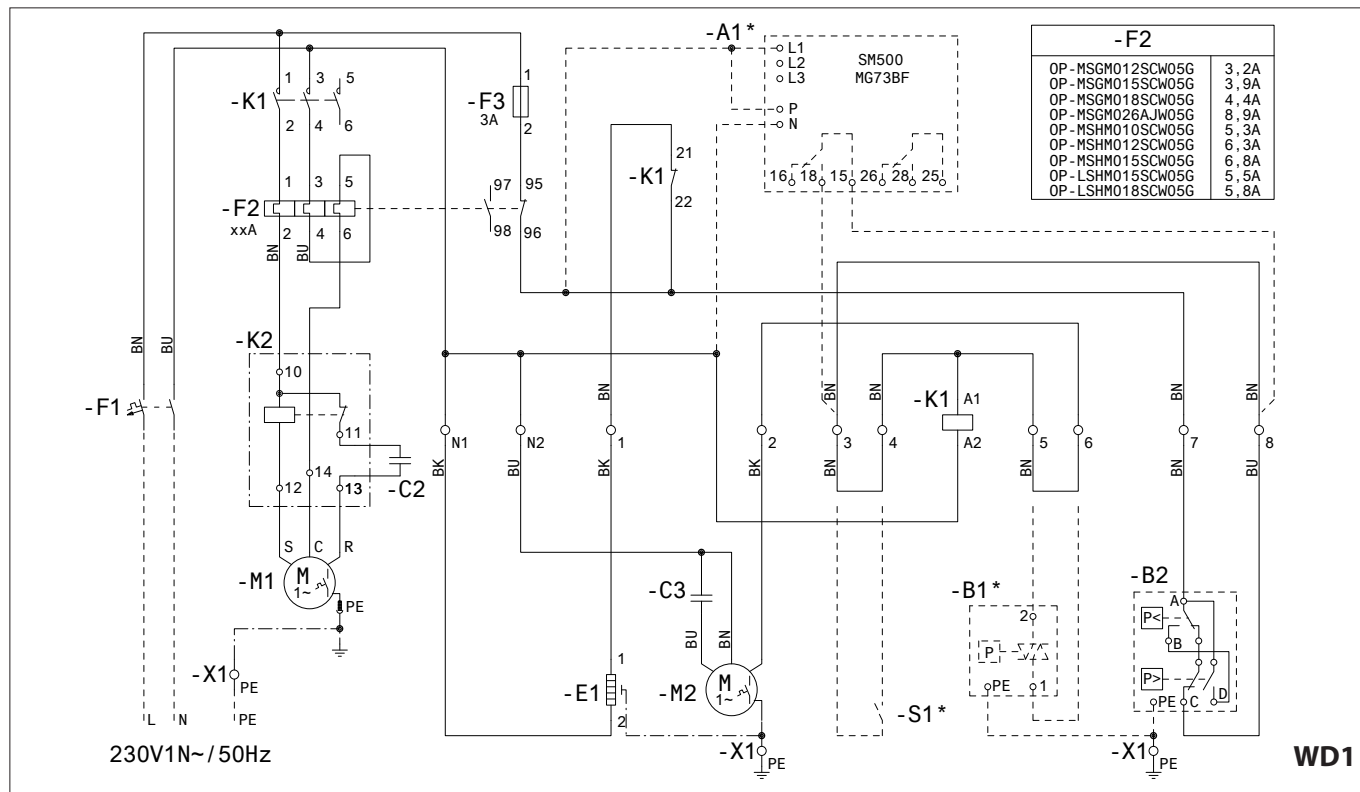 -A1*
L1
L2
L3
P
N
SM500
MG73BF
16 18 15 26 28 25
-F2
OP-MSGM012SCW05G 3,2A
OP-MSGM015SCW05G 3,9A
OP-MSGM018SCW05G 4,4A
OP-MSGM026AJW05G 8,9A
OP-MSHM010SCW05G 5,3A
OP-MSHM012SCW05G 6,3A
OP-MSHM015SCW05G 6,8A
OP-LSHM015SCW05G 5,5A
OP-LSHM018SCW05G 5,8A
1 3 5
-K1
2 4 6
1
-F3
3A
2
21
-K1
22
1 3 5
-F2
xxA
2 4 6
BN BU
97 95
98 96
BN BU
-K2
10
-F1
11
14
12 13
-C2
S C R
-M1
M
1~
PE
-X1
PE
L N PE
230V1N~/50Hz
BN BN BN BN BN
-K1 A1
A2
N1 N2 1 2 3 4 5 6 7 8
BK BU BK BK BN BN BN BU
-C3
BU BN
1
-E1
2
-M2
M
1~
-X1
PE
-S1*
-B1*
2
P
PE 1
-B2
A
P<
B
P>
D
PE C
-X1
PE
WD1